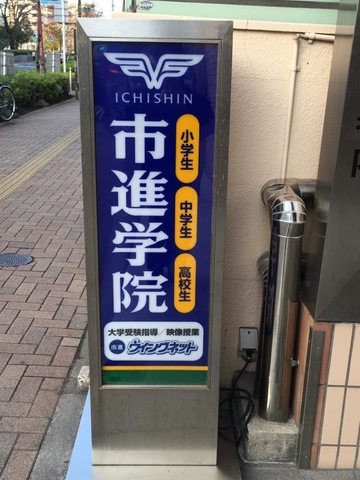 ICHISHIN
市進学院
小学生
中学生
高校生
大学受験指導／映像授業
市進 ウイングネット